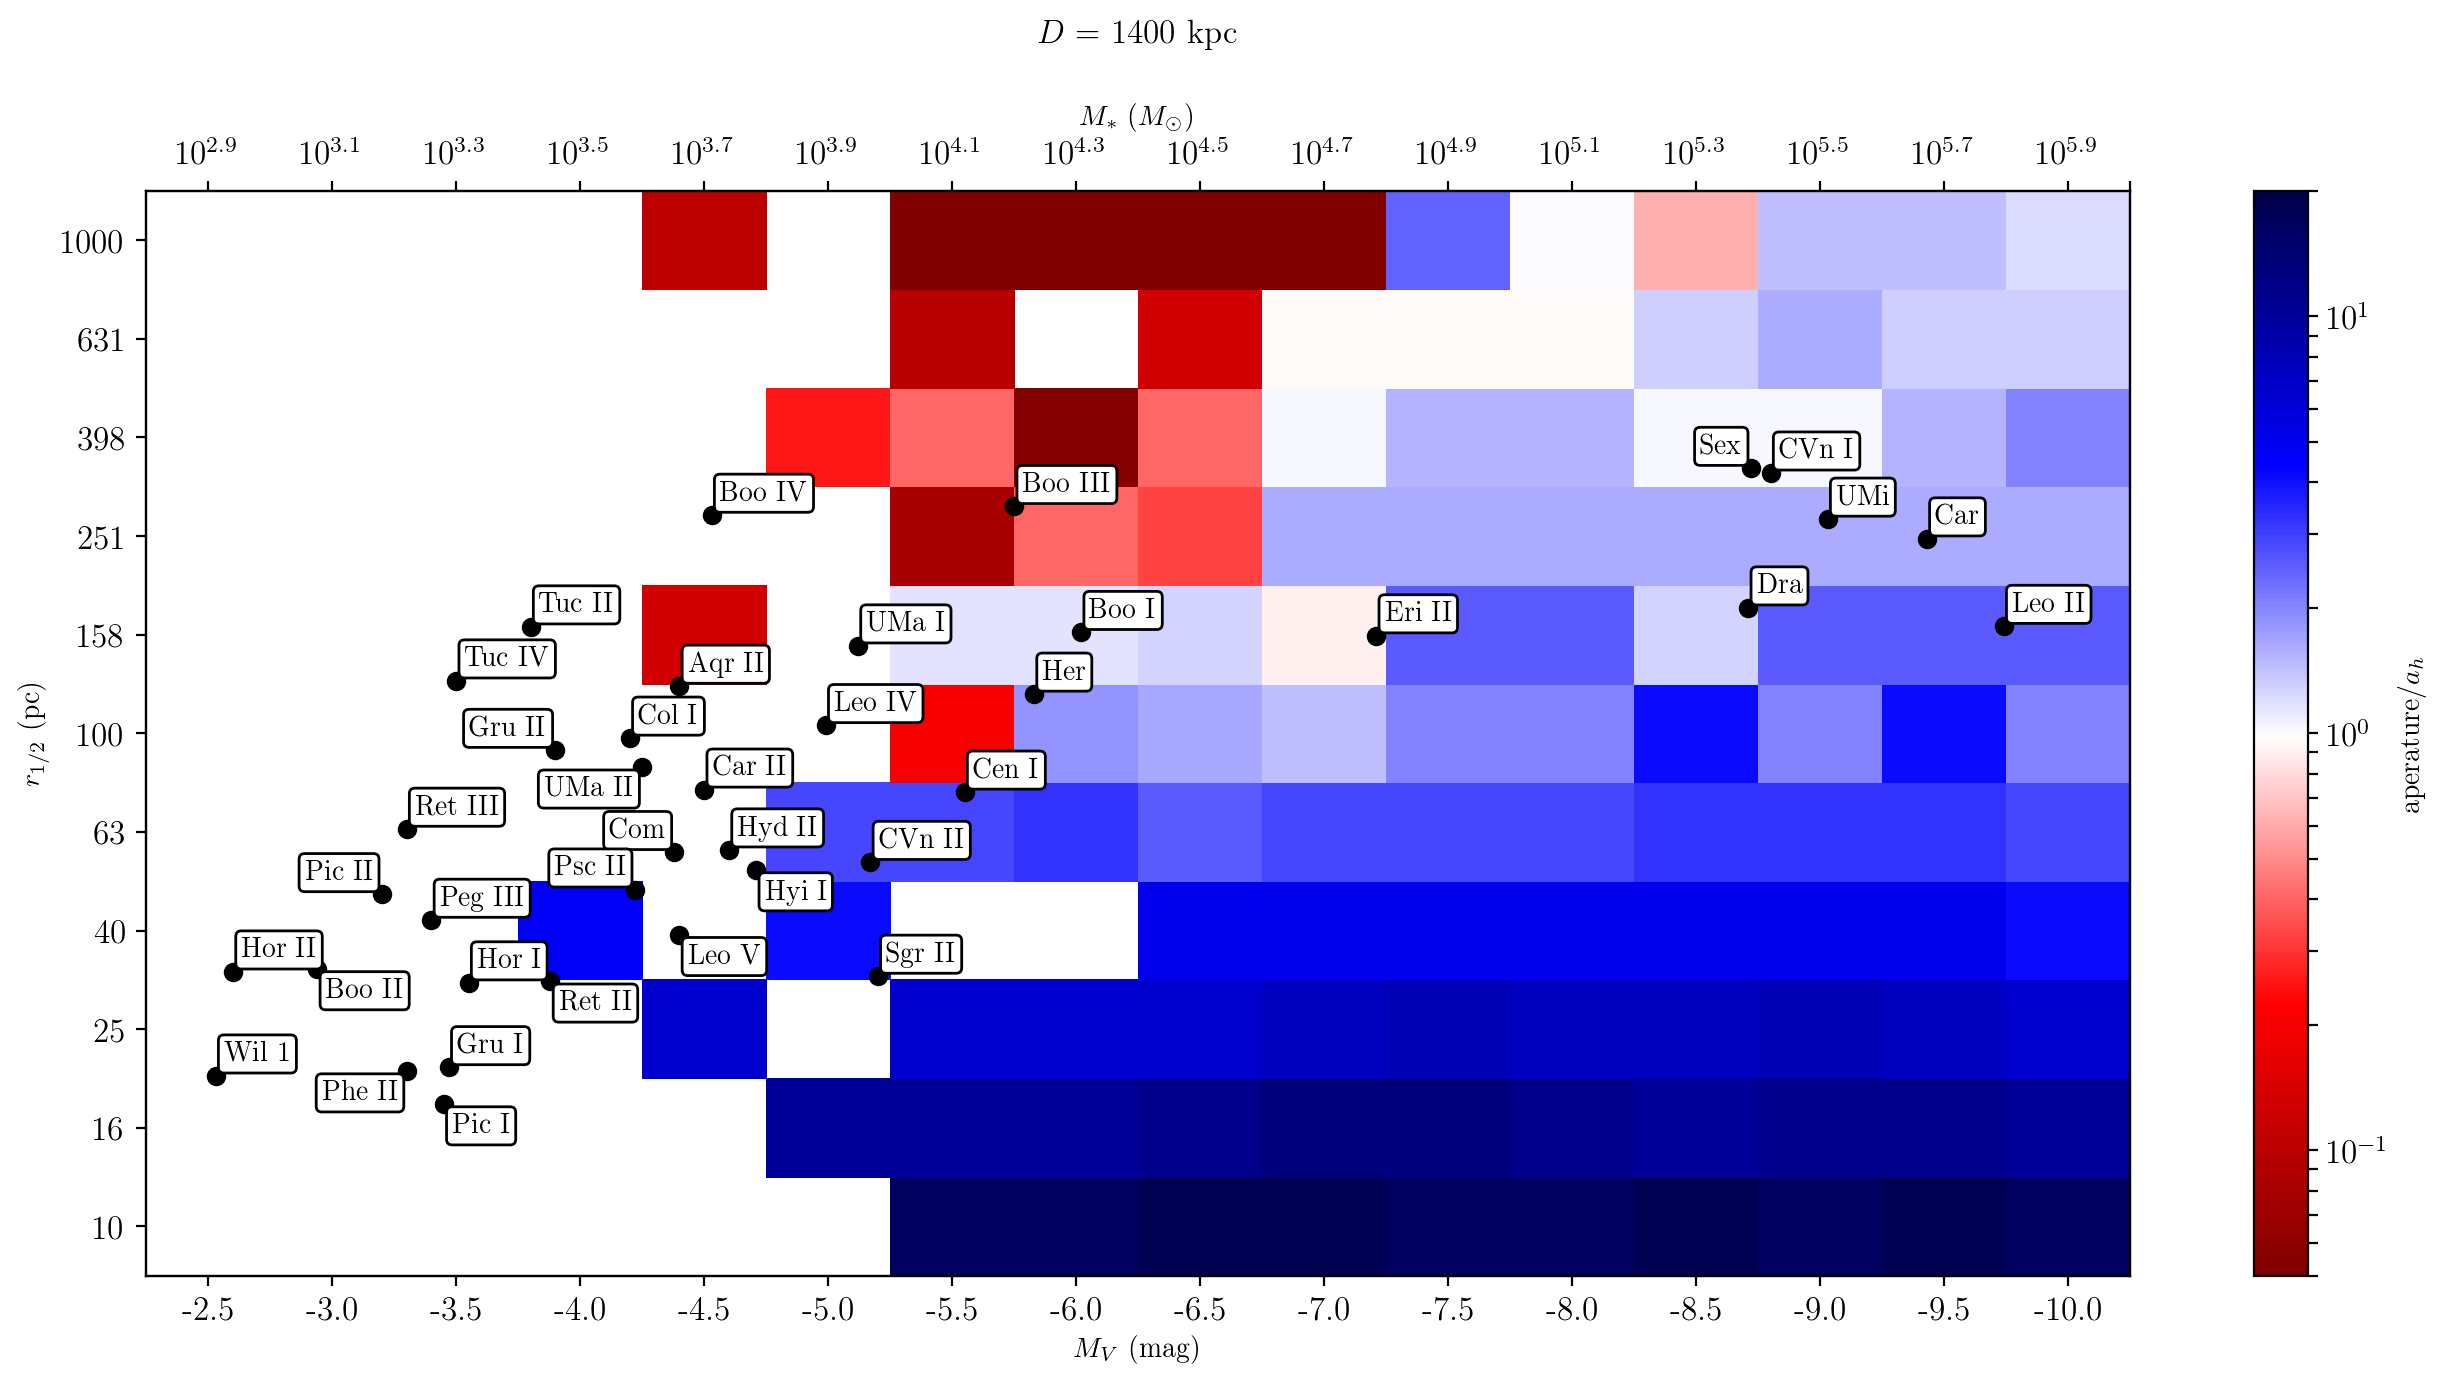 D = 1400 kpc
M* (M⊙)
10^2.9 10^3.1 10^3.3 10^3.5 10^3.7 10^3.9 10^4.1 10^4.3 10^4.5 10^4.7 10^4.9 10^5.1 10^5.3 10^5.5 10^5.7 10^5.9
1000
631
398
251
158
100
63
40
25
16
10
r1/2 (pc)
Sex
CVn I
Boo IV
Boo III
UMi
Car
Dra
Tuc II
UMa I
Boo I
Eri II
Leo II
Tuc IV
Aqr II
Her
Leo IV
Col I
Gru II
Car II
Cen I
UMa II
Ret III
Com
Hyd II
CVn II
Psc II
Pic II
Peg III
Hyi I
Hor II
Hor I
Leo V
Sgr II
Boo II
Ret II
Wil 1
Gru I
Phe II
Pic I
-2.5 -3.0 -3.5 -4.0 -4.5 -5.0 -5.5 -6.0 -6.5 -7.0 -7.5 -8.0 -8.5 -9.0 -9.5 -10.0
M_V (mag)
10^1
10^0
10^-1
aperature/a_h